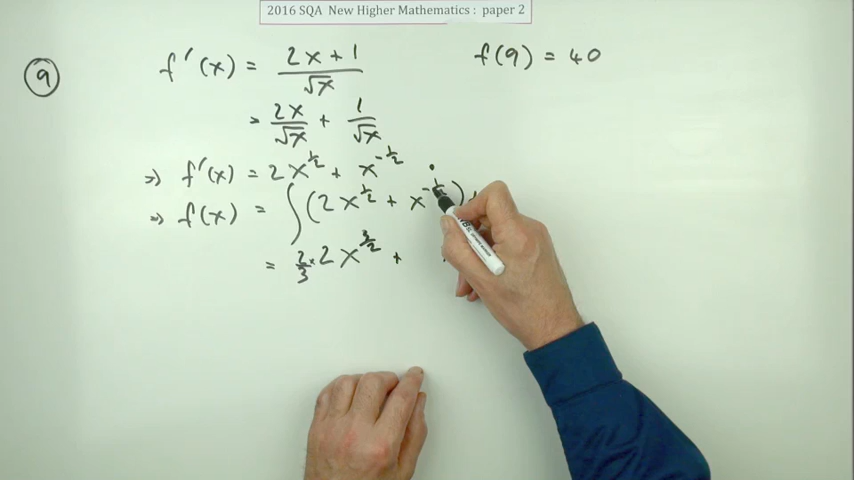 2016 SQA New Higher Mathematics : paper 2
9
f'(x) = (2x+1)/√x
f(9) = 40
= 2x/√x + 1/√x
⇒ f'(x) = 2x^(1/2) + x^(-1/2)
⇒ f(x) = ∫(2x^(1/2) + x^(-1/2))
= 2/3 × 2x^(3/2) +